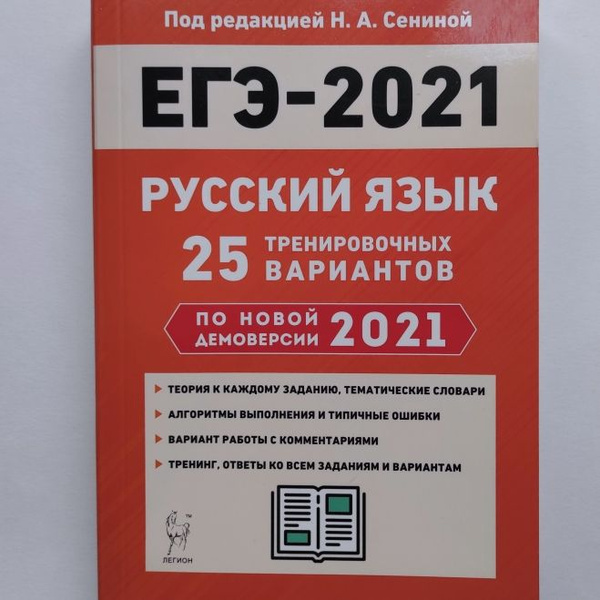 Под редакцией Н. А. Сениной
ЕГЭ-2021
РУССКИЙ ЯЗЫК
25 ТРЕНИРОВОЧНЫХ
ВАРИАНТОВ
ПО НОВОЙ
ДЕМОВЕРСИИ 2021
ТЕОРИЯ К КАЖДОМУ ЗАДАНИЮ, ТЕМАТИЧЕСКИЕ СЛОВАРИ
АЛГОРИТМЫ ВЫПОЛНЕНИЯ И ТИПИЧНЫЕ ОШИБКИ
ВАРИАНТ РАБОТЫ С КОММЕНТАРИЯМИ
ТРЕНИНГ, ОТВЕТЫ КО ВСЕМ ЗАДАНИЯМ И ВАРИАНТАМ
TM
ЛЕГИОН